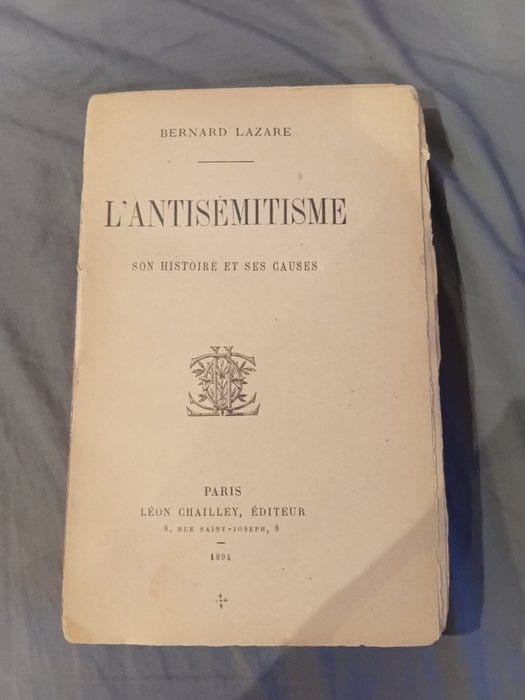 BERNARD LAZARE
L'ANTISÉMITISME
SON HISTOIRE ET SES CAUSES
PARIS
LÉON CHAILLEY, ÉDITEUR
8, RUE SAINT-JOSEPH, 8
1894